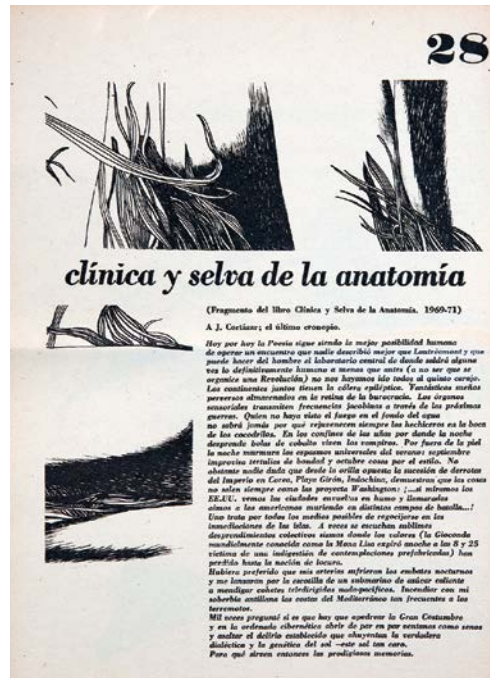 28
clínica y selva de la anatomía
(Fragmento del libro Clínica y Selva de la Anatomía. 1969-71)
A J. Cortázar; el último cronopio.
Hoy por hoy la Poesía sigue siendo la mejor posibilidad humana
de operar un encuentro que nadie describió mejor que Lautréamont y que
puede hacer del hombre el laboratorio central de donde saldrá alguna
vez lo definitivamente humano a menos que antes (a no ser que se
organice una Revolución) no nos hayamos ido todos al quinto carajo.
Los continentes juntos tienen la cólera epiléptica. Fantásticas medias
perversos almacenados en la retina de la burocracia. Los órganos
sensoriales transmiten frecuencias jacobinas a través de las próximas
guerras. Quien no haya visto el fuego en el fondo del agua
no sabrá jamás por qué rejuvenecen siempre los hechiceros en la boca
de los cocodrilos. En los confines de las uñas por donde la noche
desprende bolas de cobalto viven los vampiros. Por fuera de la piel
la noche murmura los espasmos universales del verano: septiembre
improvisa tertulias de bondad y octubre cosas por el estilo. No
obstante nadie duda que desde la orilla opuesta la sucesión de derrotas
del Imperio en Corea, Playa Girón, Indochina, demuestran que las cosas
no salen siempre como las proyecta Washington: ¡...si miramos los
EE.UU. vemos las ciudades envueltas en humo y llamaradas
oímos a los americanos muriendo en distintos campos de batalla...!
Uno trata por todos los medios posibles de regocijarse en las
inmediaciones de las islas. A veces se escuchan sublimes
desprendimientos colectivos sismos donde los valores (la Gioconda
mundialmente conocida como la Mona Lisa expiró anoche a las 8 y 25
víctima de una indigestión de contemplaciones prefabricadas) han
perdido hasta la noción de locura.
Hubiera preferido que mis arterias sufrieran los embates nocturnos
y me lanzaran por la escotilla de un submarino de azúcar caliente
a mendigar cohetes teledirigidos nado-pacíficos. Incendiar con mi
soberbia antillana las costas del Mediterráneo tan frecuentes a los
terremotos.
Mil veces pregunté si es que hay que apedrear la Gran Costumbre
y en la ordenada cibernética abrir de par en par ventanas como senos
y asaltar el delirio establecido que ahuyentan la verdadera
dialéctica y la genética del sol —este sol tan caro.
Para qué sirven entonces las prodigiosas memorias.